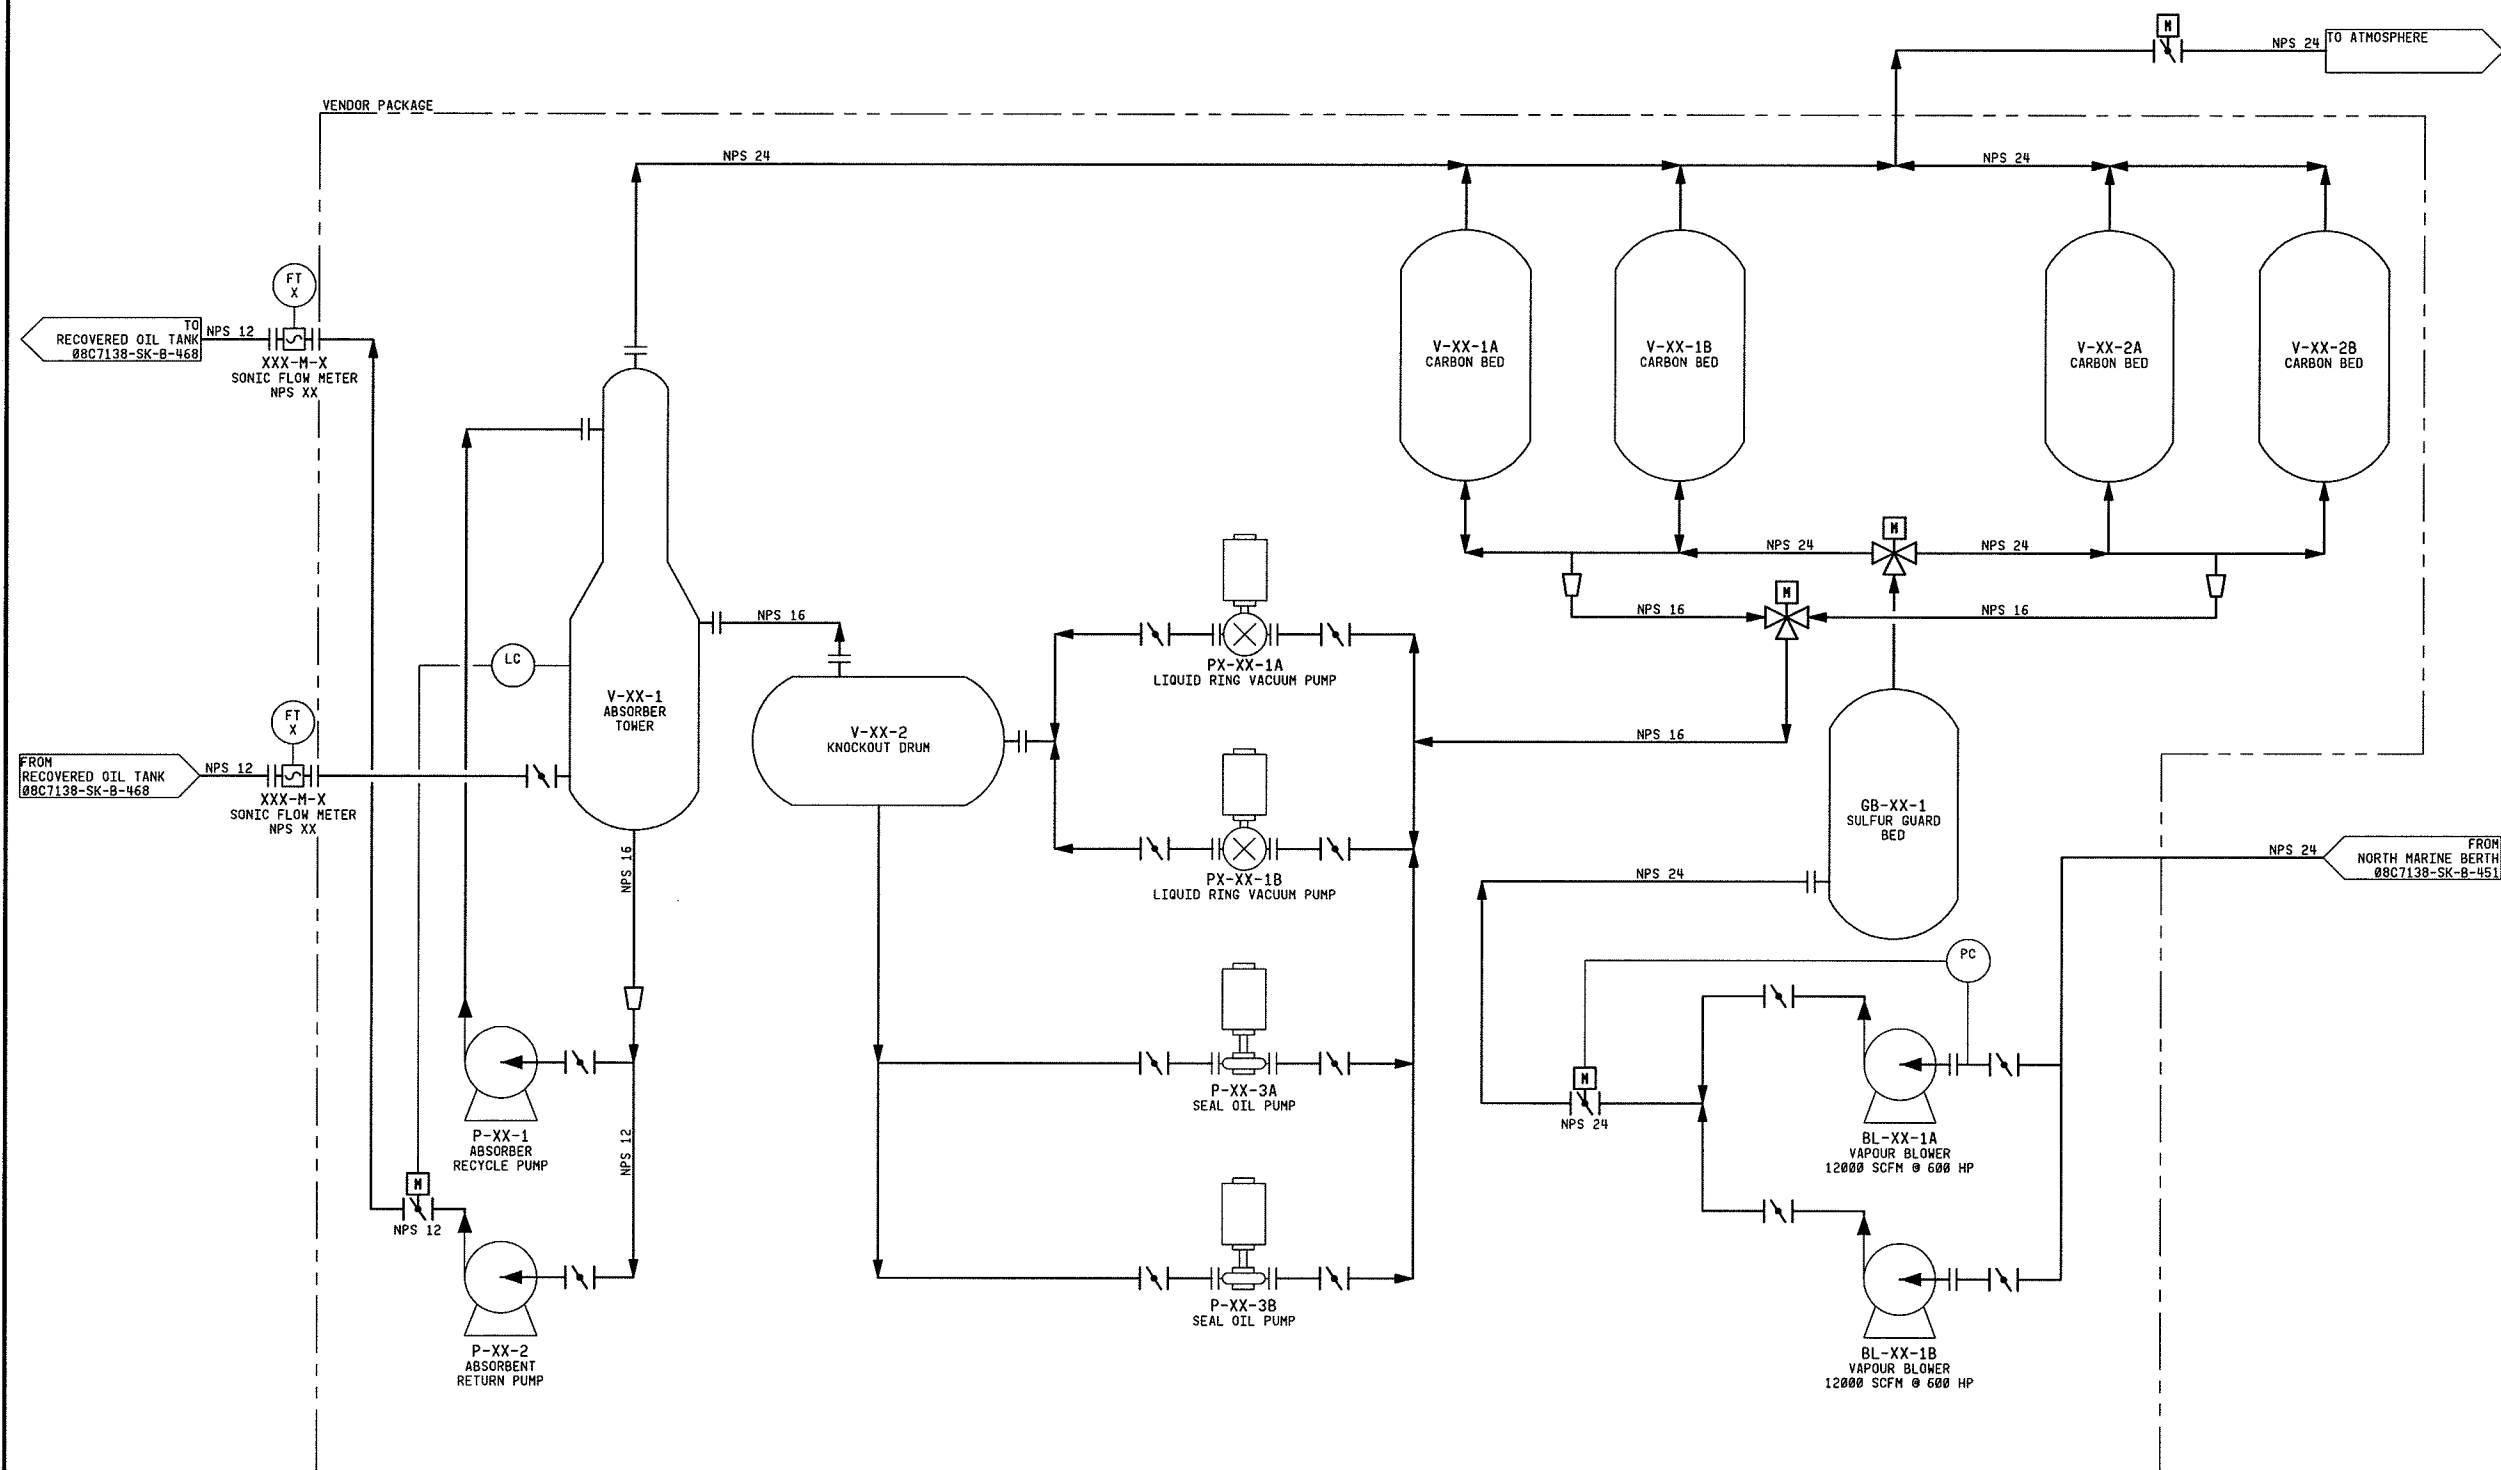 M
NPS 24
TO ATMOSPHERE
VENDOR PACKAGE
NPS 24
NPS 24
FT
X
TO
RECOVERED OIL TANK
08C7138-SK-B-468
NPS 12
XXX-M-X
SONIC FLOW METER
NPS XX
V-XX-1A
CARBON BED
V-XX-1B
CARBON BED
V-XX-2A
CARBON BED
V-XX-2B
CARBON BED
M
NPS 24
NPS 24
M
NPS 16
NPS 16
NPS 16
LC
PX-XX-1A
LIQUID RING VACUUM PUMP
V-XX-1
ABSORBER
TOWER
FT
X
V-XX-2
KNOCKOUT DRUM
NPS 16
FROM
RECOVERED OIL TANK
08C7138-SK-B-468
NPS 12
XXX-M-X
SONIC FLOW METER
NPS XX
GB-XX-1
SULFUR GUARD
BED
NPS 16
PX-XX-1B
LIQUID RING VACUUM PUMP
NPS 24
NPS 24
FROM
NORTH MARINE BERTH
08C7138-SK-B-451
PC
M
NPS 24
P-XX-3A
SEAL OIL PUMP
P-XX-1
ABSORBER
RECYCLE PUMP
NPS 12
BL-XX-1A
VAPOUR BLOWER
12000 SCFM @ 600 HP
M
NPS 12
P-XX-3B
SEAL OIL PUMP
P-XX-2
ABSORBENT
RETURN PUMP
BL-XX-1B
VAPOUR BLOWER
12000 SCFM @ 600 HP